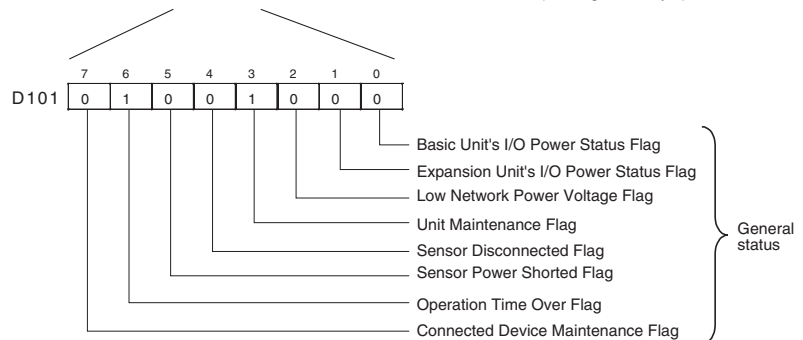 7 6 5 4 3 2 1 0
D101 0 1 0 0 1 0 0 0
Basic Unit's I/O Power Status Flag
Expansion Unit's I/O Power Status Flag
Low Network Power Voltage Flag
Unit Maintenance Flag
Sensor Disconnected Flag
Sensor Power Shorted Flag
Operation Time Over Flag
Connected Device Maintenance Flag
General
status